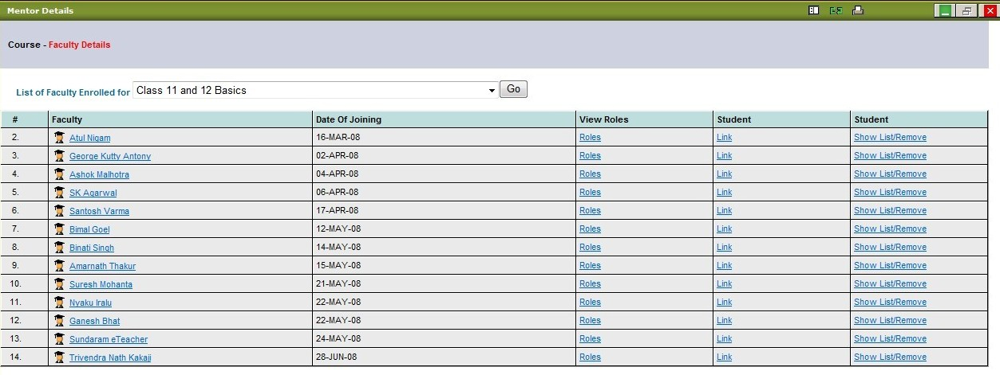 Mentor Details
Course - Faculty Details
List of Faculty Enrolled for Class 11 and 12 Basics Go
# Faculty Date Of Joining View Roles Student Student
2. Atul Nigam 16-MAR-08 Roles Link Show List/Remove
3. George Kutty Antony 02-APR-08 Roles Link Show List/Remove
4. Ashok Malhotra 04-APR-08 Roles Link Show List/Remove
5. SK Agarwal 06-APR-08 Roles Link Show List/Remove
6. Santosh Varma 17-APR-08 Roles Link Show List/Remove
7. Bimal Goel 12-MAY-08 Roles Link Show List/Remove
8. Binati Singh 14-MAY-08 Roles Link Show List/Remove
9. Amarnath Thakur 15-MAY-08 Roles Link Show List/Remove
10. Suresh Mohanta 21-MAY-08 Roles Link Show List/Remove
11. Nyaku Iralu 22-MAY-08 Roles Link Show List/Remove
12. Ganesh Bhat 22-MAY-08 Roles Link Show List/Remove
13. Sundaram eTeacher 24-MAY-08 Roles Link Show List/Remove
14. Trivendra Nath Kakaji 28-JUN-08 Roles Link Show List/Remove